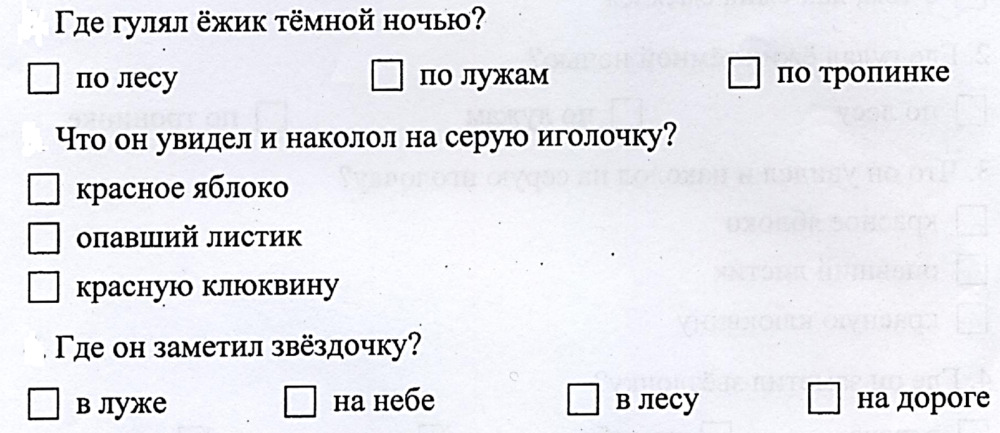 Где гулял ёжик тёмной ночью?
по лесу по лужам по тропинке
Что он увидел и наколол на серую иголочку?
красное яблоко
опавший листик
красную клюквину
Где он заметил звёздочку?
в луже на небе в лесу на дороге